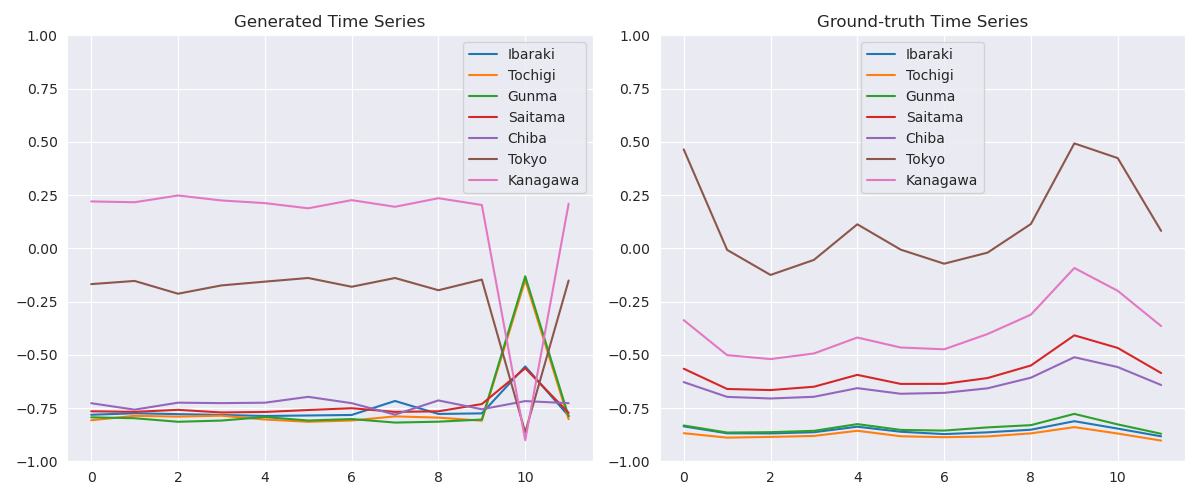 Generated Time Series
1.00
0.75
0.50
0.25
0.00
−0.25
−0.50
−0.75
−1.00
0 2 4 6 8 10
Ibaraki
Tochigi
Gunma
Saitama
Chiba
Tokyo
Kanagawa
Ground-truth Time Series
1.00
0.75
0.50
0.25
0.00
−0.25
−0.50
−0.75
−1.00
0 2 4 6 8 10
Ibaraki
Tochigi
Gunma
Saitama
Chiba
Tokyo
Kanagawa